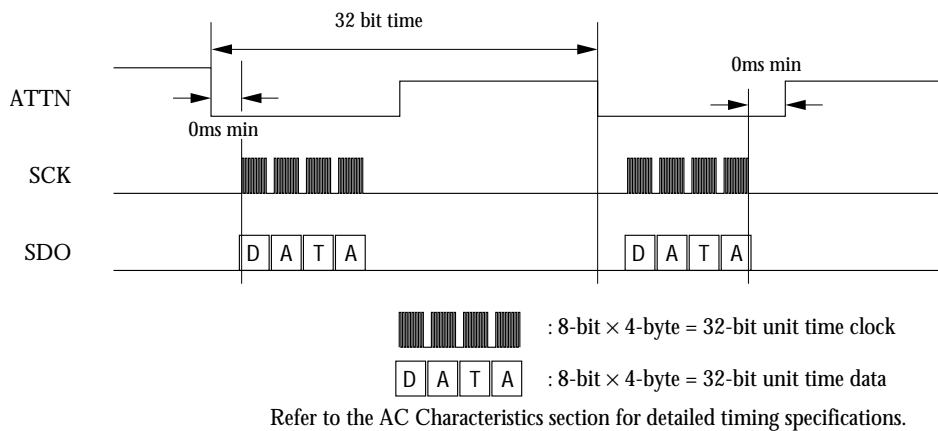 32 bit time
0ms min
ATTN
0ms min
SCK
SDO
D A T A
D A T A
: 8-bit × 4-byte = 32-bit unit time clock
D A T A : 8-bit × 4-byte = 32-bit unit time data
Refer to the AC Characteristics section for detailed timing specifications.